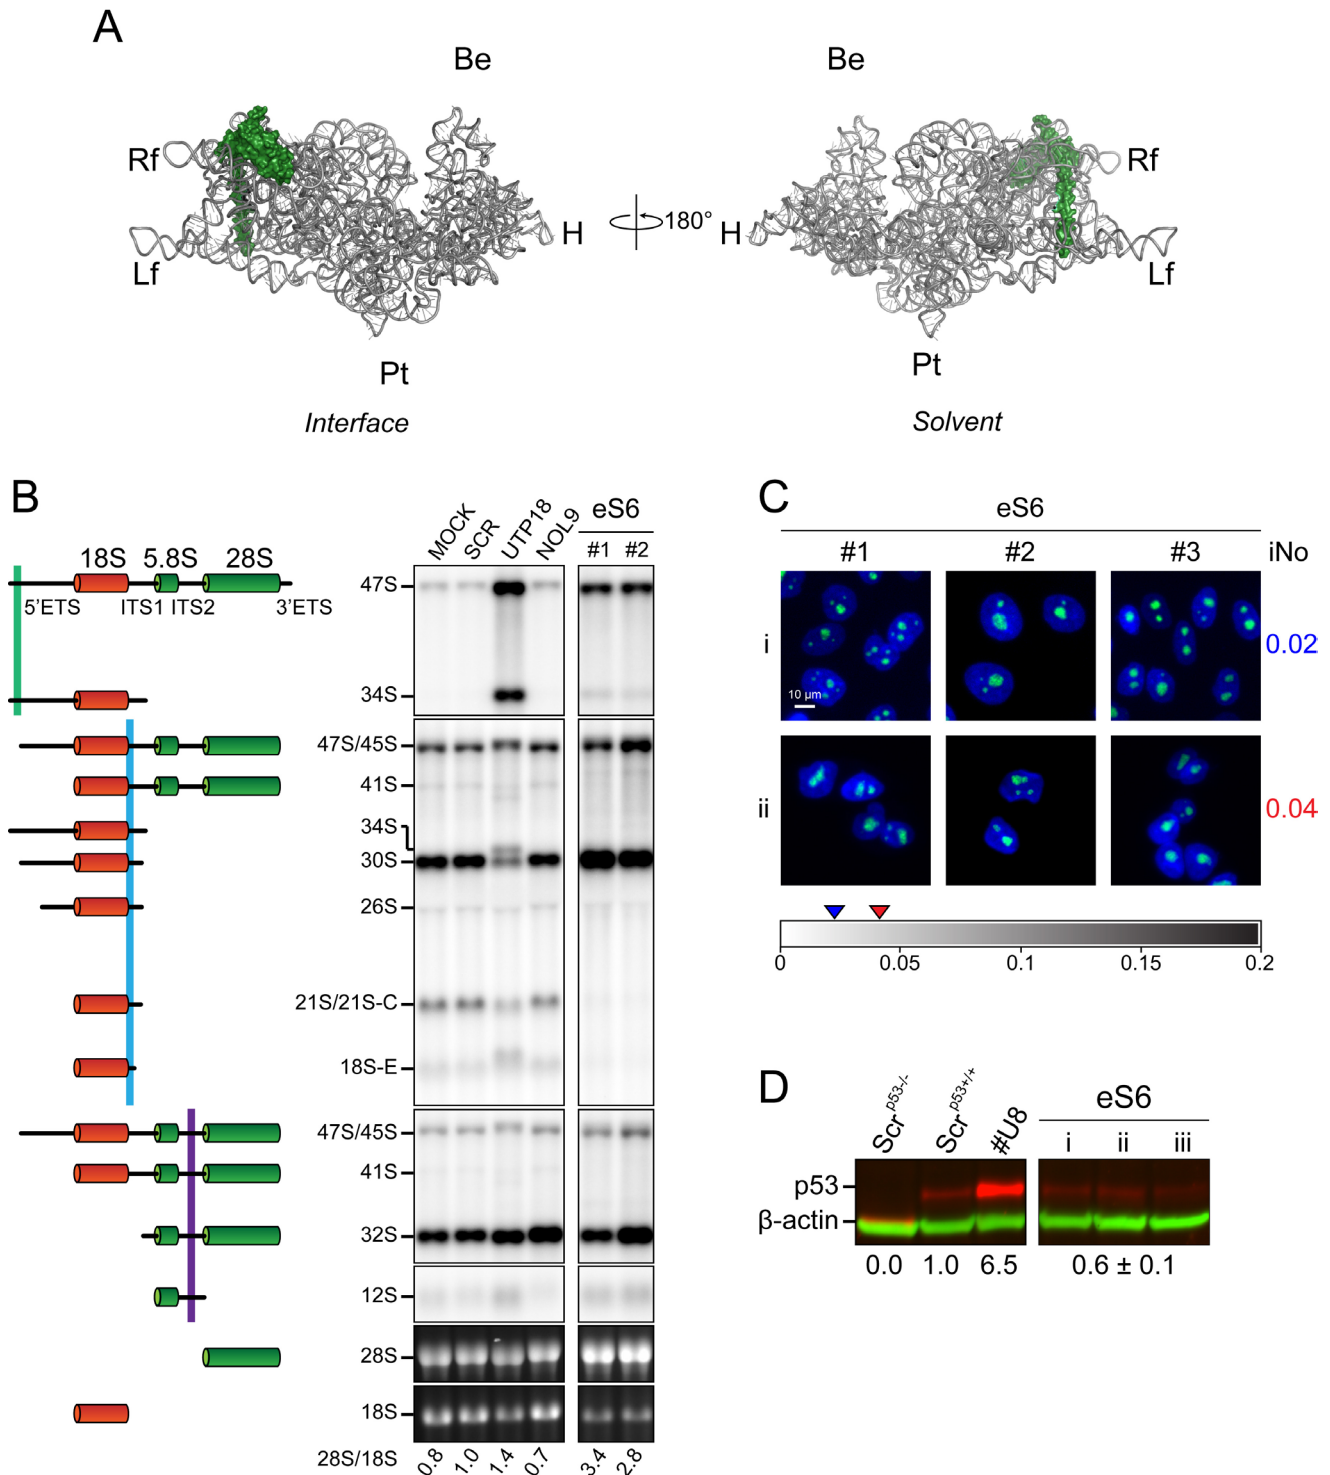 A
Be
Be
Rf
Rf
H
180°
H
Lf
Lf
Pt
Pt
Interface
Solvent
B
MOCK
SCR
UTP18
NOL9
eS6
#1
#2
18S
5.8S
28S
5'ETS
ITS1
ITS2
3'ETS
47S
34S
47S/45S
41S
34S
30S
26S
21S/21S-C
18S-E
47S/45S
41S
32S
12S
28S
18S
28S/18S
0.8
1.0
1.4
0.7
3.4
2.8
C
eS6
#1
#2
#3
iNo
i
10 µm
0.02
ii
0.04
0
0.05
0.1
0.15
0.2
D
Scr p53-/-
Scr p53+/+
#U8
eS6
i
ii
iii
p53
β-actin
0.0
1.0
6.5
0.6 ± 0.1